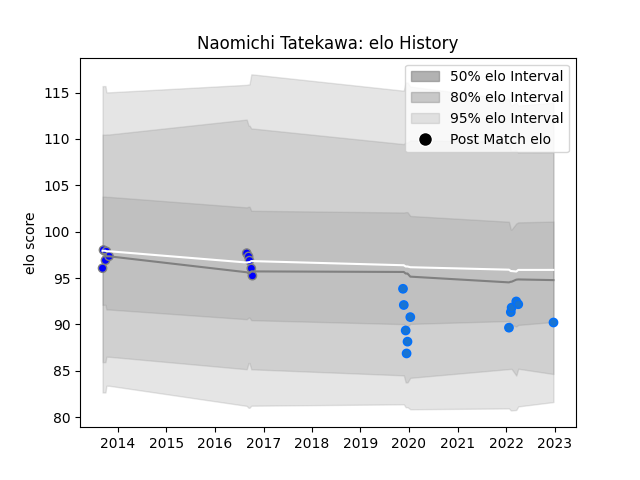 Naomichi Tatekawa: elo History
50% elo Interval
80% elo Interval
95% elo Interval
Post Match elo
elo score
115
110
105
100
95
90
85
80
2014 2015 2016 2017 2018 2019 2020 2021 2022 2023